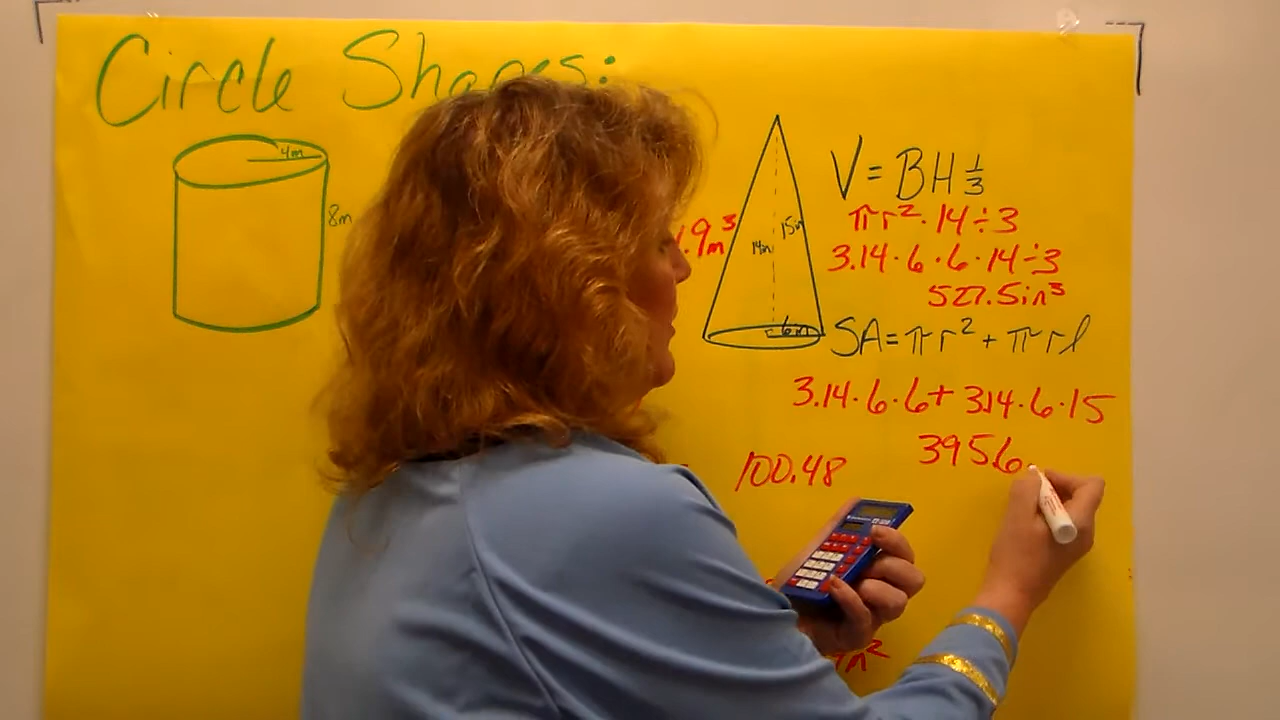 Circle Shapes:
4m
8m
.9m³
14in
15in
6in
V = BH ⅓
πr² · 14 ÷ 3
3.14 · 6 · 6 · 14 ÷ 3
527.5in³
SA = πr² + πrl
3.14 · 6 · 6 + 3.14 · 6 · 15
395.6
100.48